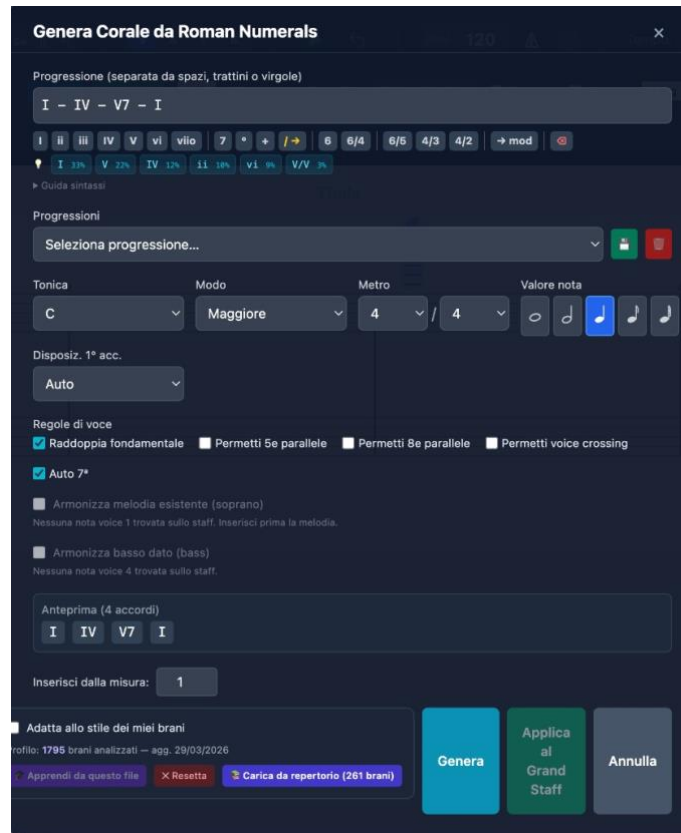 Genera Corale da Roman Numerals ×
120
Progressione (separata da spazi, trattini o virgole)
I – IV – V7 – I
I ii iii IV V vi viio 7 ° + /→ 6 6/4 6/5 4/3 4/2 → mod
I 33% V 22% IV 12% ii 10% vi 9% V/V 3%
▸ Guida sintassi
Progressioni
Seleziona progressione...
Tonica Modo Metro Valore nota
C Maggiore 4 / 4
Disposiz. 1° acc.
Auto
Regole di voce
Raddoppia fondamentale Permetti 5e parallele Permetti 8e parallele Permetti voice crossing
Auto 7ª
Armonizza melodia esistente (soprano)
Nessuna nota voice 1 trovata sullo staff. Inserisci prima la melodia.
Armonizza basso dato (bass)
Nessuna nota voice 4 trovata sullo staff.
Anteprima (4 accordi)
I IV V7 I
Inserisci dalla misura: 1
Adatta allo stile dei miei brani
rofilo: 1795 brani analizzati — agg. 29/03/2026
Apprendi da questo file × Resetta Carica da repertorio (261 brani)
Genera
Applica
al
Grand
Staff
Annulla